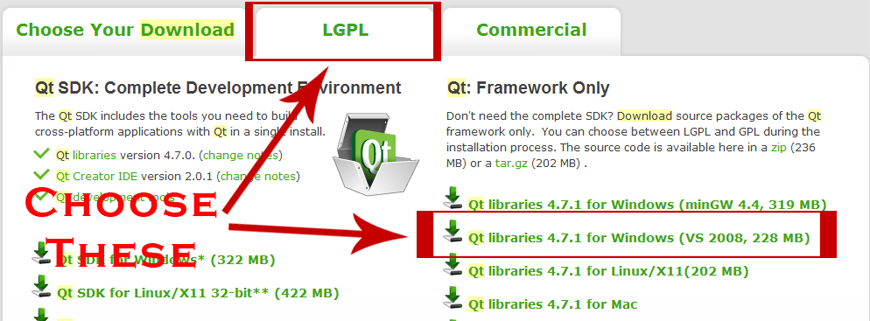 Choose Your Download
LGPL
Commercial
Qt SDK: Complete Development Environment
The Qt SDK includes the tools you need to build
cross-platform applications with Qt in a single install.
Qt libraries version 4.7.0. (change notes)
Qt Creator IDE version 2.0.1 (change notes)
Qt development tools
Qt
Choose
These
Qt SDK for Windows* (322 MB)
Qt SDK for Linux/X11 32-bit** (422 MB)
Qt: Framework Only
Don't need the complete SDK? Download source packages of the Qt
framework only. You can choose between LGPL and GPL during the
installation process. The source code is available here in a zip (236
MB) or a tar.gz (202 MB) .
Qt libraries 4.7.1 for Windows (minGW 4.4, 319 MB)
Qt libraries 4.7.1 for Windows (VS 2008, 228 MB)
Qt libraries 4.7.1 for Linux/X11(202 MB)
Qt libraries 4.7.1 for Mac